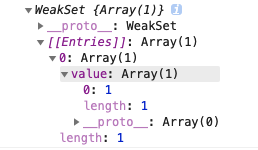 WeakSet {Array(1)} i
__proto__: WeakSet
[[Entries]]: Array(1)
0: Array(1)
value: Array(1)
0: 1
length: 1
__proto__: Array(0)
length: 1